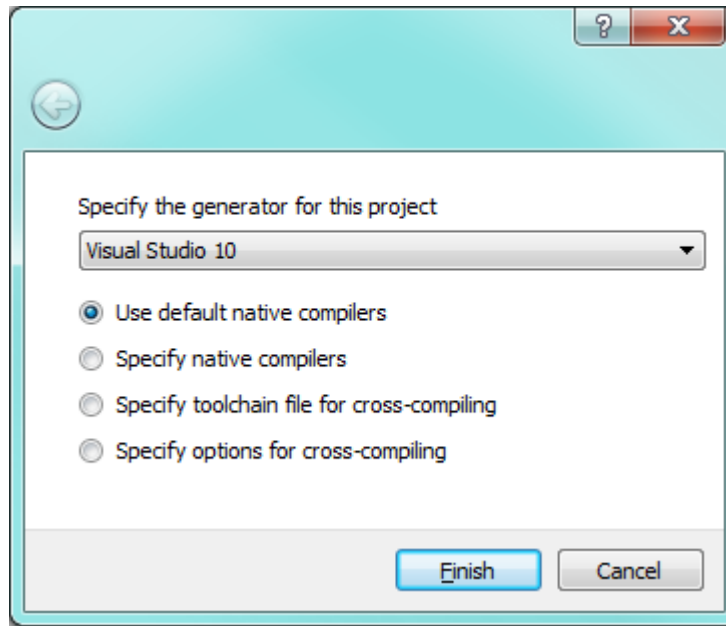 Specify the generator for this project
Visual Studio 10
Use default native compilers
Specify native compilers
Specify toolchain file for cross-compiling
Specify options for cross-compiling
Finish Cancel